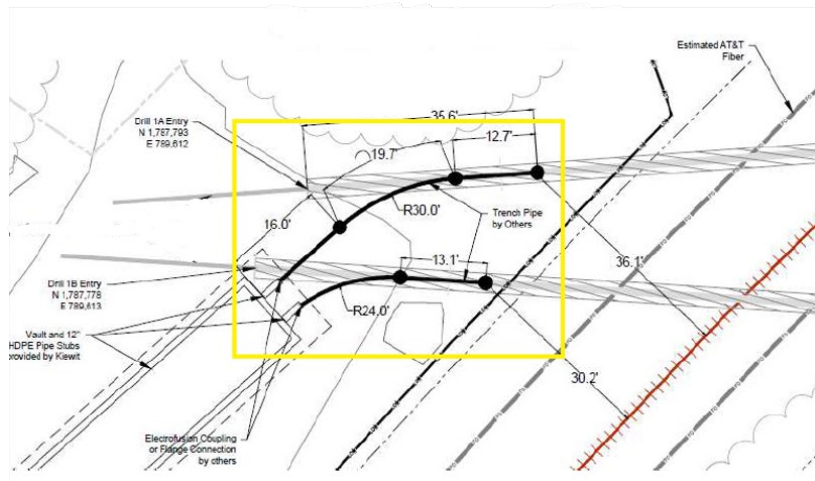 Estimated AT&T
Fiber
35.6'
Drill 1A Entry
N 1,787,793
E 789,612
12.7'
19.7'
R30.0'
Trench Pipe
by Others
16.0'
13.1'
36.1'
Drill 1B Entry
N 1,787,778
E 789,613
R24.0'
Vault and 12"
HDPE Pipe Stubs
provided by Kiewit
30.2'
Electrofusion Coupling
or Flange Connection
by others